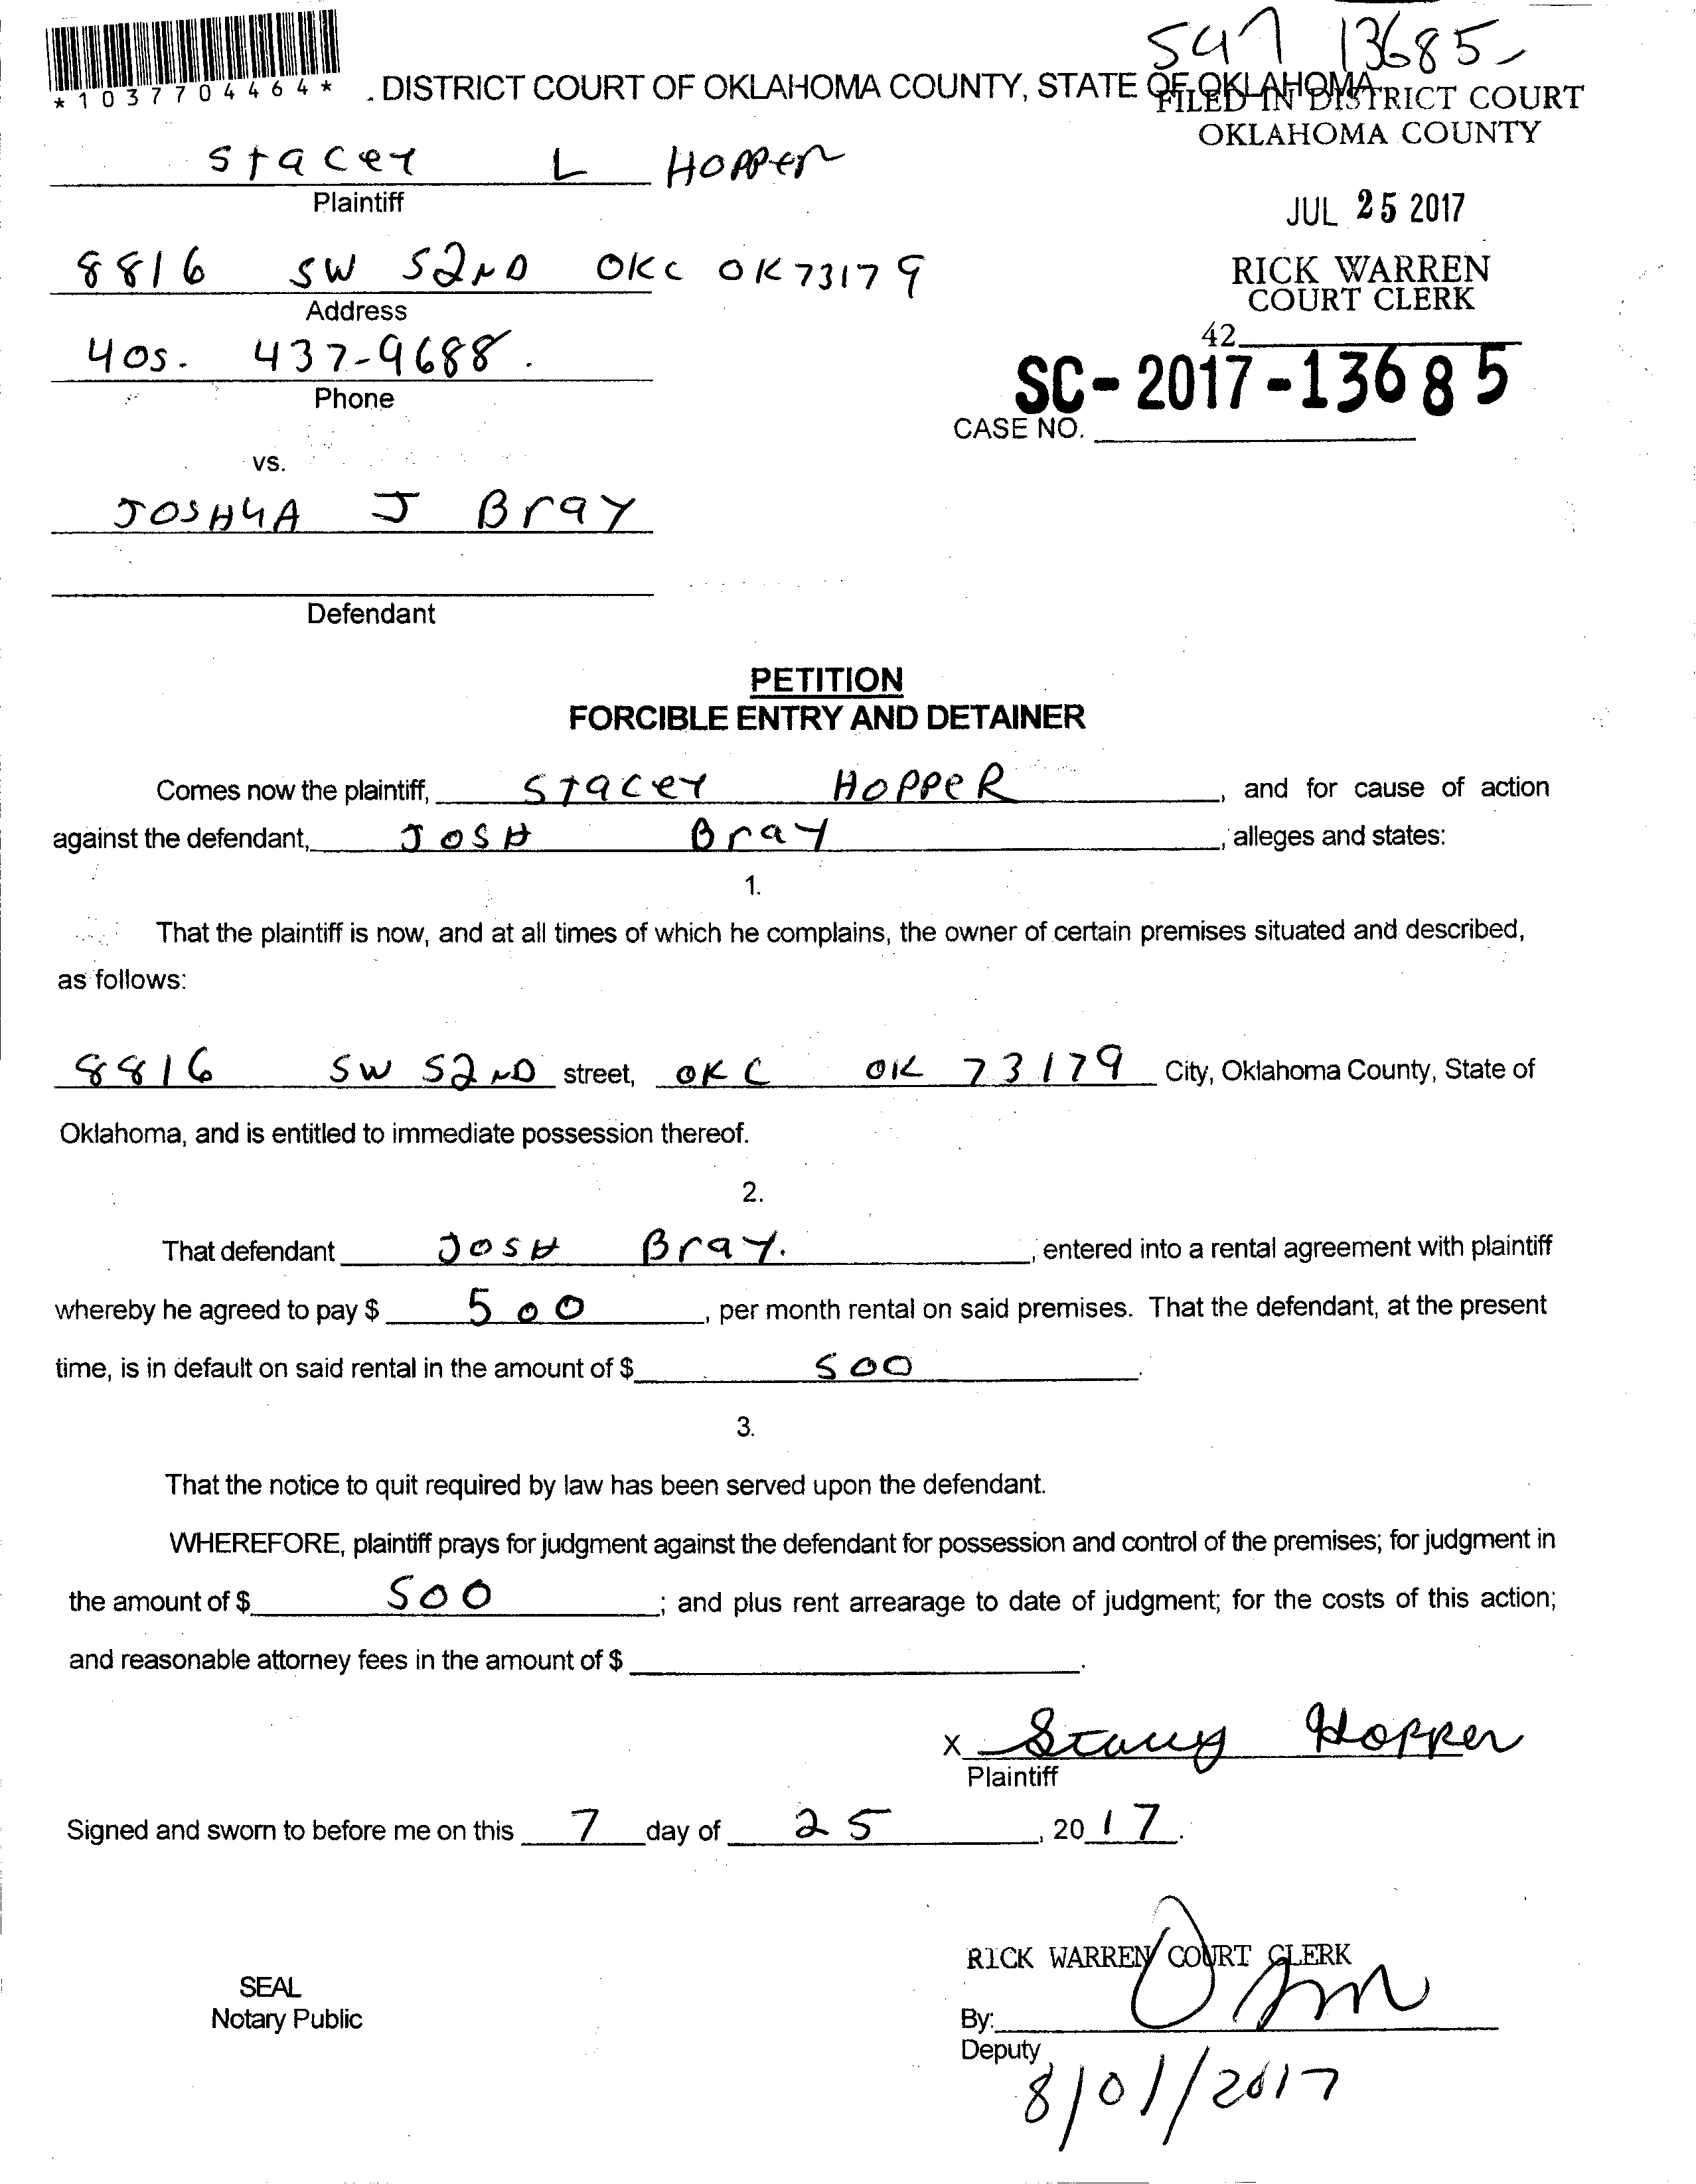 547 13685
*1037704464*
. DISTRICT COURT OF OKLAHOMA COUNTY, STATE OF OKLAHOMA
FILED IN DISTRICT COURT
OKLAHOMA COUNTY
Stacey L Hopper
Plaintiff
JUL 25 2017
8816 SW 52ND OKC OK 73179
Address
RICK WARREN
COURT CLERK
405. 437-9688.
Phone
42
SC-2017-13685
CASE NO.
vs.
JOSHUA J Bray
Defendant
PETITION
FORCIBLE ENTRY AND DETAINER
Comes now the plaintiff, Stacey HoppeR, and for cause of action
against the defendant, JOSH Bray, alleges and states:
1.
That the plaintiff is now, and at all times of which he complains, the owner of certain premises situated and described,
as follows:
8816 SW 52ND street, OKC OK 73179 City, Oklahoma County, State of
Oklahoma, and is entitled to immediate possession thereof.
2.
That defendant JOSH Bray., entered into a rental agreement with plaintiff
whereby he agreed to pay $ 500, per month rental on said premises. That the defendant, at the present
time, is in default on said rental in the amount of $ 500.
3.
That the notice to quit required by law has been served upon the defendant.
WHEREFORE, plaintiff prays for judgment against the defendant for possession and control of the premises; for judgment in
the amount of $ 500; and plus rent arrearage to date of judgment; for the costs of this action;
and reasonable attorney fees in the amount of $ .
X Stacey Hopper
Plaintiff
Signed and sworn to before me on this 7 day of 25, 20 17.
RICK WARREN COURT CLERK
SEAL
Notary Public
By:
Deputy
8/01/2017